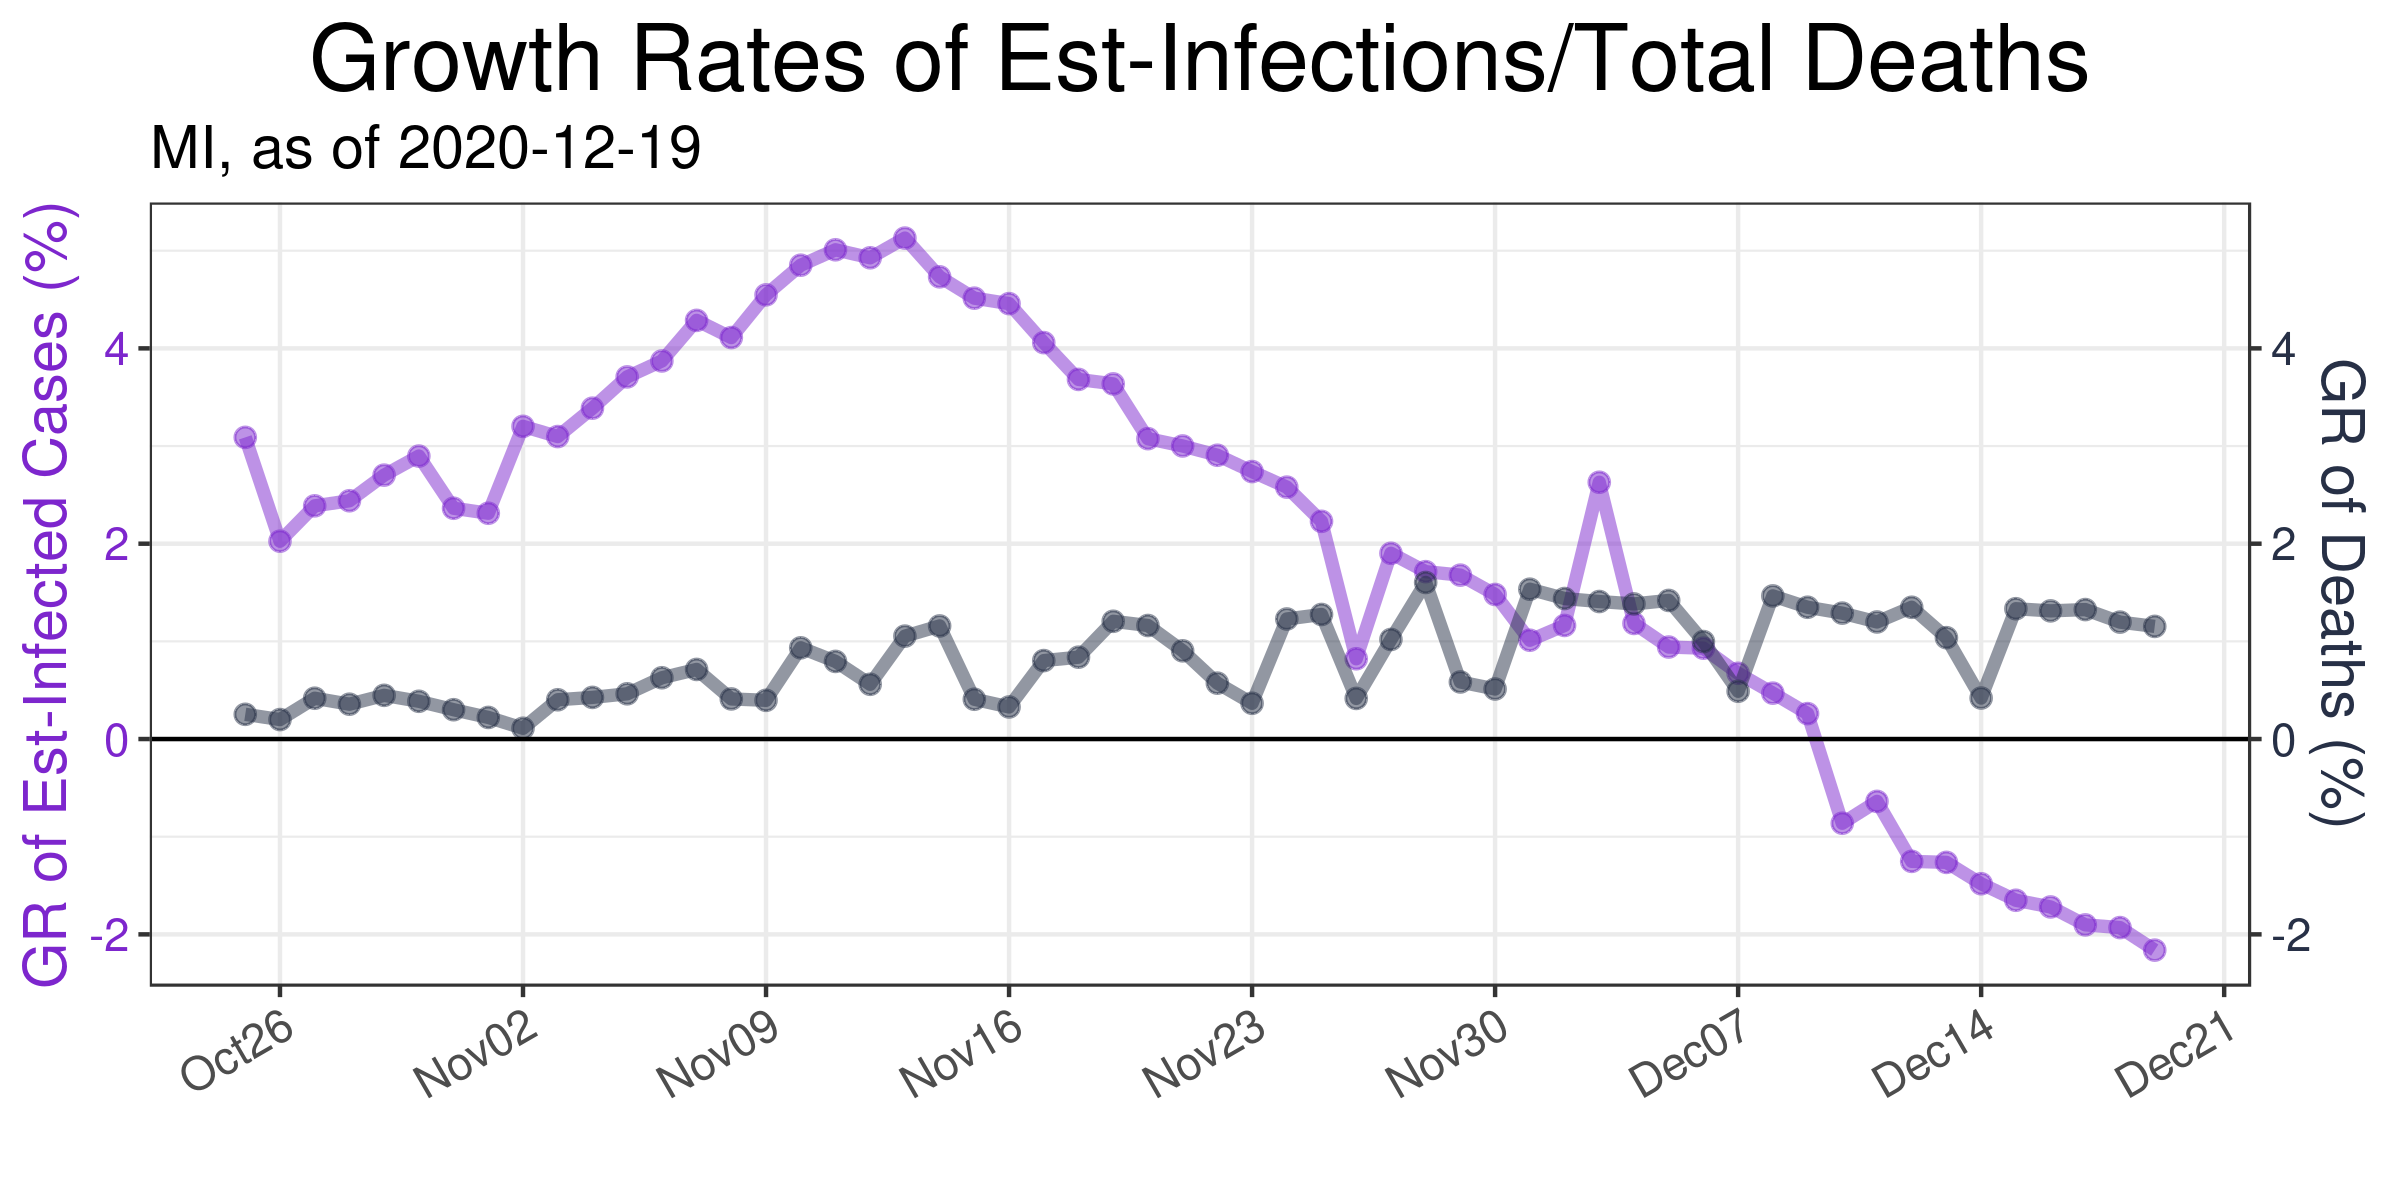 Growth Rates of Est-Infections/Total Deaths
MI, as of 2020-12-19
GR of Est-Infected Cases (%)
4
2
0
-2
4
2
0
-2
GR of Deaths (%)
Oct26
Nov02
Nov09
Nov16
Nov23
Nov30
Dec07
Dec14
Dec21